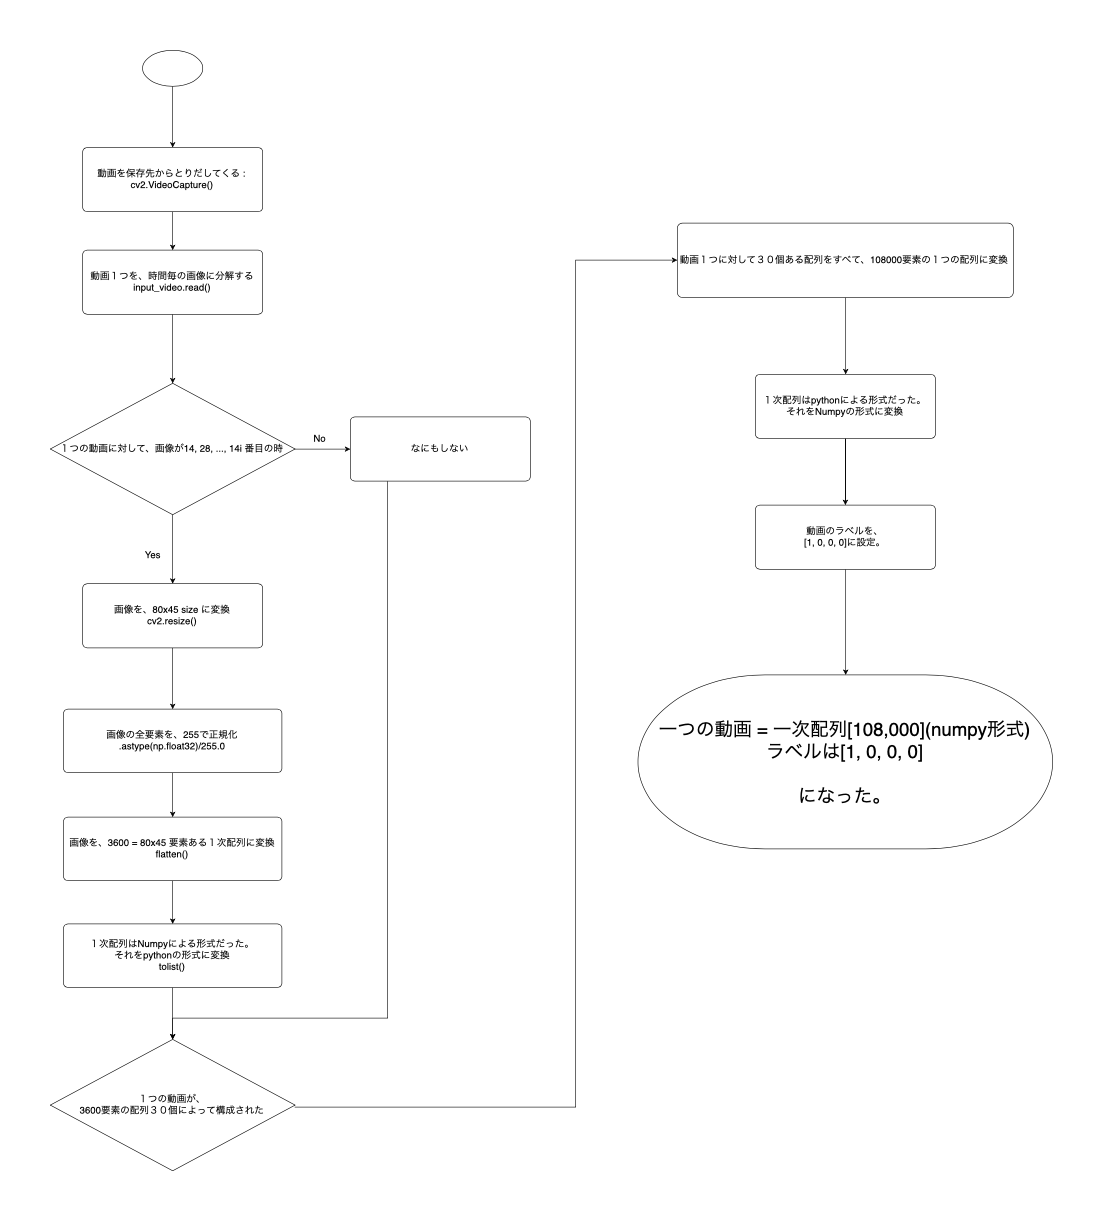 動画を保存先からとりだしてくる：
cv2.VideoCapture()
動画１つを、時間毎の画像に分解する
input_video.read()
１つの動画に対して、画像が14, 28, ..., 14i 番目の時
No
なにもしない
Yes
画像を、80x45 size に変換
cv2.resize()
画像の全要素を、255で正規化
.astype(np.float32)/255.0
画像を、3600 = 80x45 要素ある１次配列に変換
flatten()
１次配列はNumpyによる形式だった。
それをpythonの形式に変換
tolist()
１つの動画が、
3600要素の配列３０個によって構成された
動画１つに対して３０個ある配列をすべて、108000要素の１つの配列に変換
１次配列はpythonによる形式だった。
それをNumpyの形式に変換
動画のラベルを、
[1, 0, 0, 0]に設定。
一つの動画 = 一次配列[108,000](numpy形式)
ラベルは[1, 0, 0, 0]
になった。